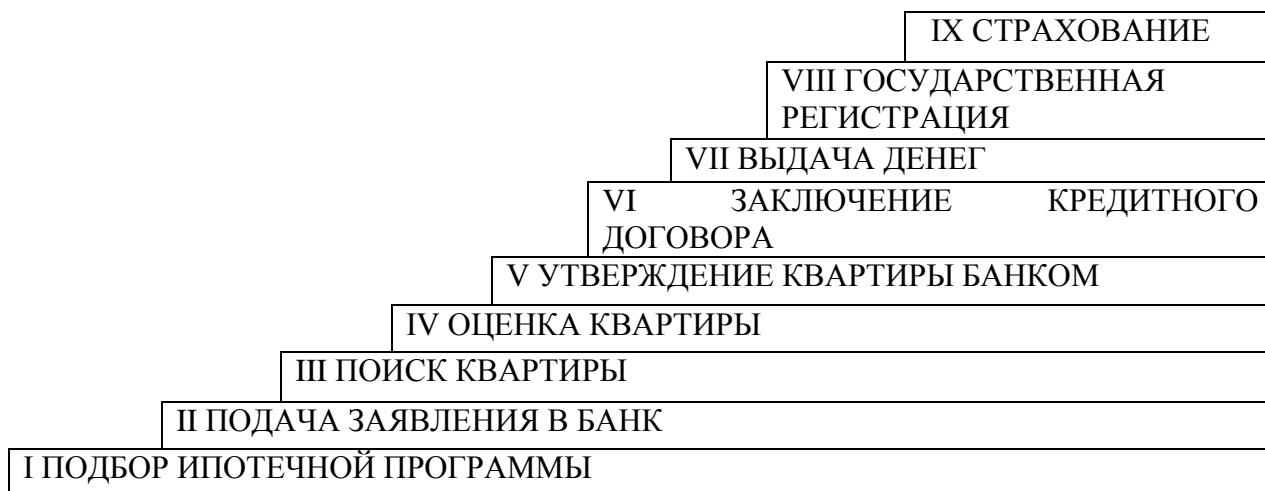 IX СТРАХОВАНИЕ
VIII ГОСУДАРСТВЕННАЯ
РЕГИСТРАЦИЯ
VII ВЫДАЧА ДЕНЕГ
VI ЗАКЛЮЧЕНИЕ КРЕДИТНОГО
ДОГОВОРА
V УТВЕРЖДЕНИЕ КВАРТИРЫ БАНКОМ
IV ОЦЕНКА КВАРТИРЫ
III ПОИСК КВАРТИРЫ
II ПОДАЧА ЗАЯВЛЕНИЯ В БАНК
I ПОДБОР ИПОТЕЧНОЙ ПРОГРАММЫ